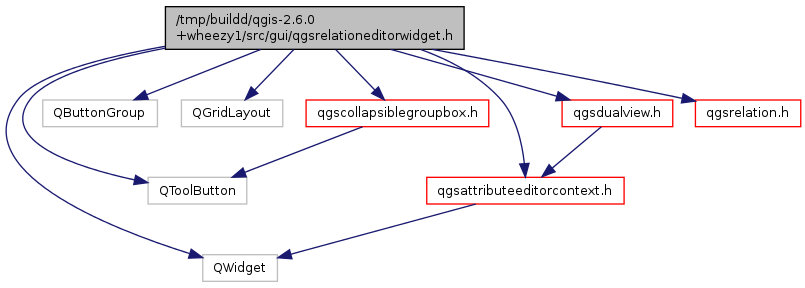 /tmp/buildd/qgis-2.6.0
+wheezy1/src/gui/qgsrelationeditorwidget.h
QButtonGroup
QGridLayout
qgscollapsiblegroupbox.h
qgsdualview.h
qgsrelation.h
QToolButton
qgsattributeeditorcontext.h
QWidget